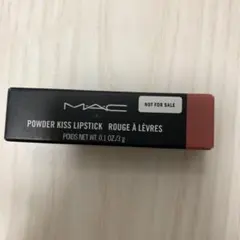 MAC
NOT FOR SALE
POWDER KISS LIPSTICK ROUGE À LÈVRES
POIDS NET WT. 0.1 OZ/3 g